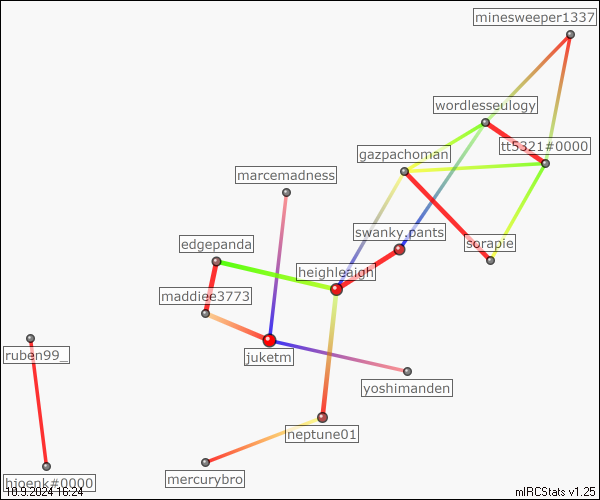 minesweeper1337
wordlesseulogy
tt5321#0000
gazpachoman
marcemadness
swanky.pants
sorapie
edgepanda
heighleaigh
maddiee3773
juketm
ruben99_
yoshimanden
neptune01
mercurybro
hjoenk#0000
10.9.2024 16:24
mIRCStats v1.25